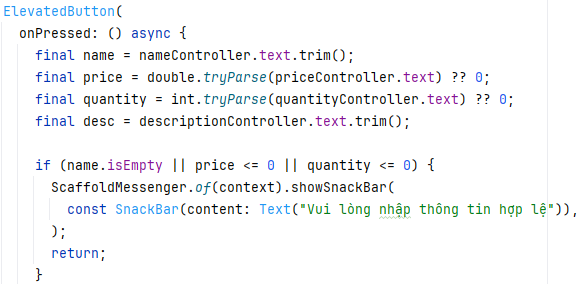 ElevatedButton(
onPressed: () async {
final name = nameController.text.trim();
final price = double.tryParse(priceController.text) ?? 0;
final quantity = int.tryParse(quantityController.text) ?? 0;
final desc = descriptionController.text.trim();
if (name.isEmpty || price <= 0 || quantity <= 0) {
ScaffoldMessenger.of(context).showSnackBar(
const SnackBar(content: Text("Vui lòng nhập thông tin hợp lệ")),
);
return;
}